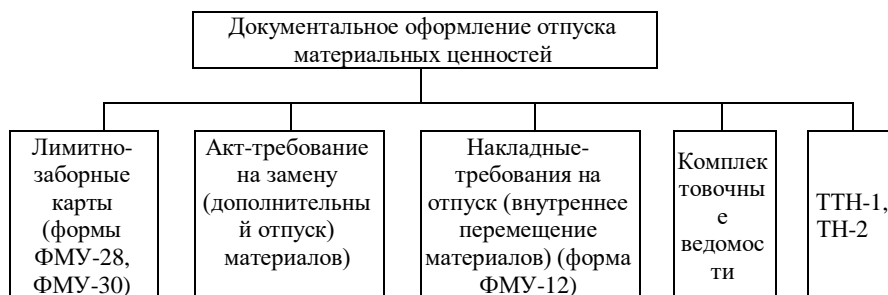 Документальное оформление отпуска
материальных ценностей
Лимитно-
заборные
карты
(формы
ФМУ-28,
ФМУ-30)
Акт-требование
на замену
(дополнительны
й отпуск)
материалов)
Накладные-
требования на
отпуск (внутреннее
перемещение
материалов) (форма
ФМУ-12)
Комплек
товочны
е
ведомос
ти
ТТН-1,
ТН-2